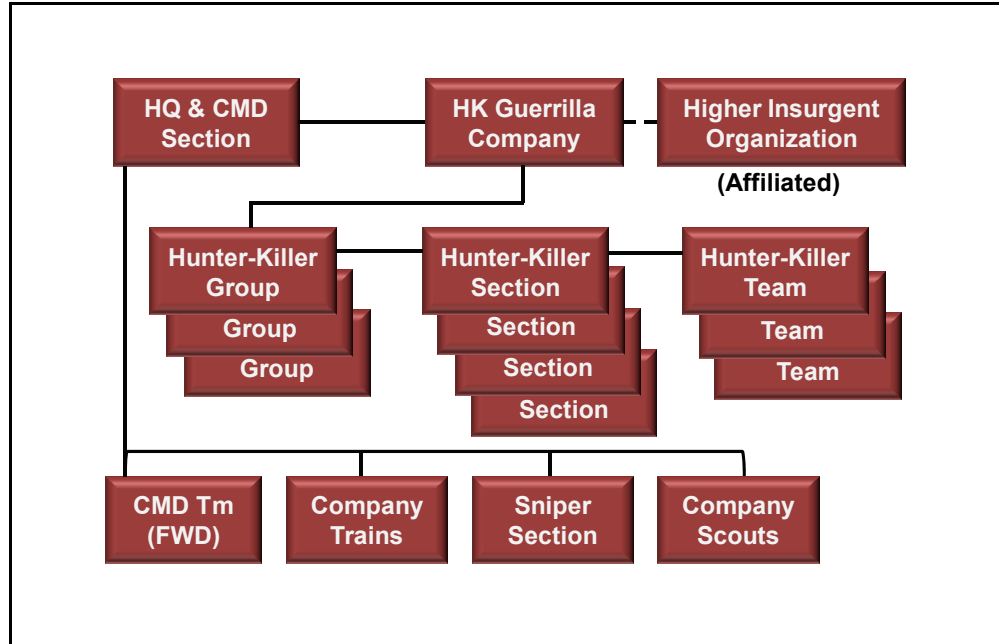 HQ & CMD
Section
HK Guerrilla
Company
Higher Insurgent
Organization
(Affiliated)
Hunter-Killer
Group
Group
Group
Hunter-Killer
Section
Section
Section
Section
Hunter-Killer
Team
Team
Team
CMD Tm
(FWD)
Company
Trains
Sniper
Section
Company
Scouts